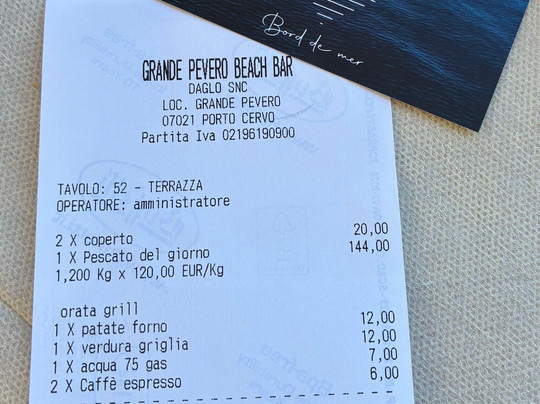 Bord de mer
GRANDE PEVERO BEACH BAR
DAGLO SNC
LOC. GRANDE PEVERO
07021 PORTO CERVO
Partita Iva 02196190900
TAVOLO: 52 - TERRAZZA
OPERATORE: amministratore
2 X coperto 20,00
1 X Pescato del giorno 144,00
1,200 Kg x 120,00 EUR/Kg
orata grill
1 X patate forno 12,00
1 X verdura griglia 12,00
1 X acqua 75 gas 7,00
2 X Caffè espresso 6,00